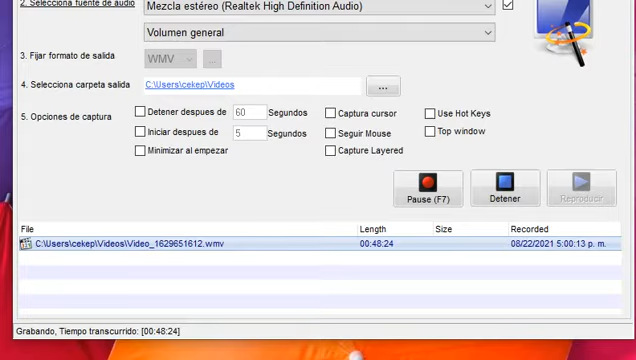 2. Selecciona fuente de audio
Mezcla estéreo (Realtek High Definition Audio)
Volumen general
3. Fijar formato de salida
WMV
...
4. Selecciona carpeta salida
C:\Users\cekep\Videos
...
5. Opciones de captura
Detener despues de 60 Segundos
Captura cursor
Use Hot Keys
Iniciar despues de 5 Segundos
Seguir Mouse
Top window
Minimizar al empezar
Capture Layered
Pause (F7)
Detener
Reproducir
File Length Size Recorded
C:\Users\cekep\Videos\Video_1629651612.wmv 00:48:24 08/22/2021 5:00:13 p. m.
Grabando, Tiempo transcurrido: [00:48:24]